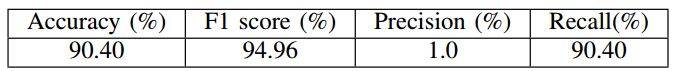 Accuracy (%) F1 score (%) Precision (%) Recall(%)
90.40 94.96 1.0 90.40